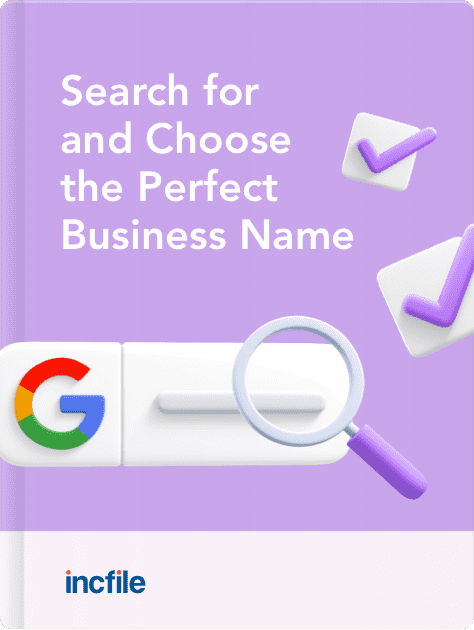 Search for
and Choose
the Perfect
Business Name
G
incfile